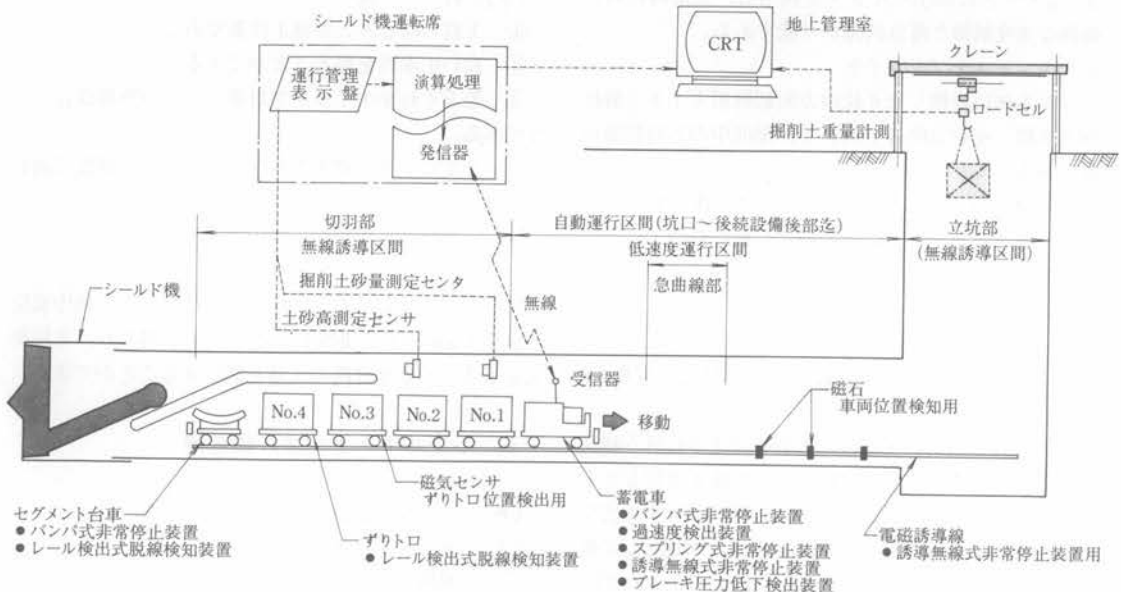 シールド機運転席
地上管理室
CRT
クレーン
運行管理
表示盤
演算処理
発信器
ロードセル
掘削土重量計測
切羽部
無線誘導区間
自動運行区間(坑口〜後続設備後部迄)
低速度運行区間
急曲線部
立坑部
(無線誘導区間)
シールド機
掘削土砂量測定センタ
土砂高測定センサ
無線
受信器
No.4
No.3
No.2
No.1
移動
磁石
車両位置検知用
磁気センサ
ずりトロ位置検出用
セグメント台車
● バンパ式非常停止装置
● レール検出式脱線検知装置
ずりトロ
● レール検出式脱線検知装置
蓄電車
● バンパ式非常停止装置
● 過速度検出装置
● スプリング式非常停止装置
● 誘導無線式非常停止装置
● ブレーキ圧力低下検出装置
電磁誘導線
● 誘導無線式非常停止装置用